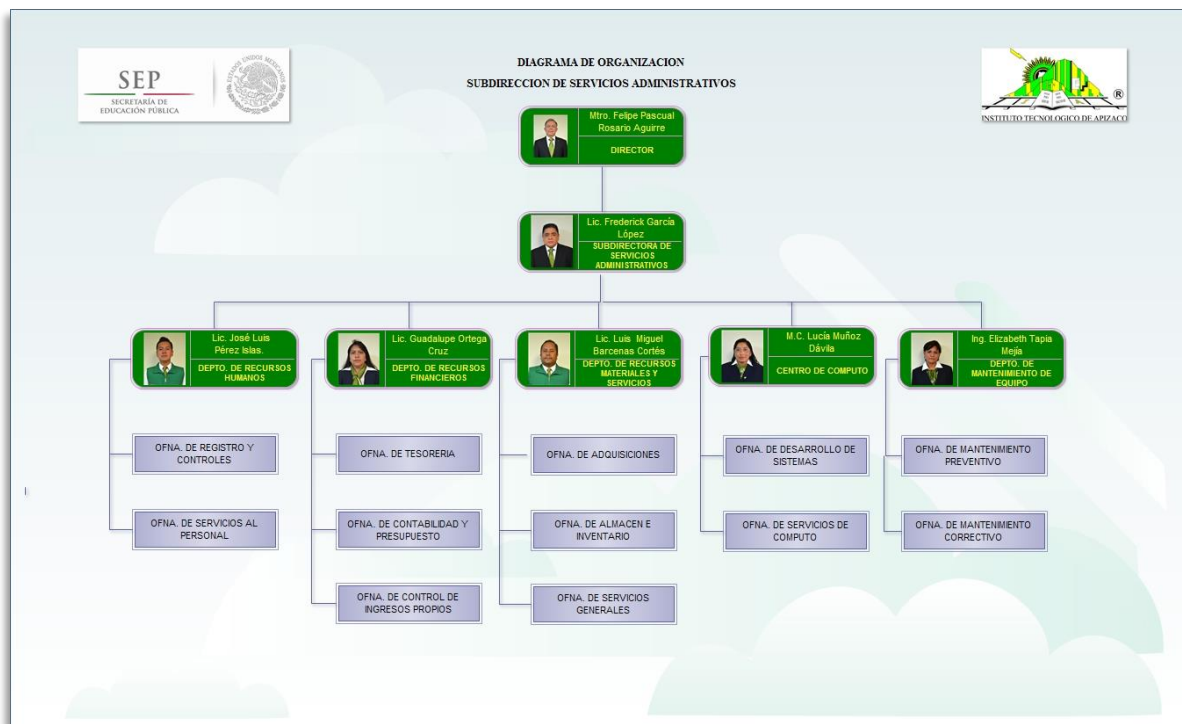 SEP
SECRETARÍA DE
EDUCACIÓN PÚBLICA
ESTADOS UNIDOS MEXICANOS
DIAGRAMA DE ORGANIZACION
SUBDIRECCION DE SERVICIOS ADMINISTRATIVOS
®
INSTITUTO TECNOLOGICO DE APIZACO
Mtro. Felipe Pascual
Rosario Aguirre
DIRECTOR
Lic. Frederick García
López
SUBDIRECTORA DE
SERVICIOS
ADMINISTRATIVOS
Lic. José Luis
Pérez Islas.
DEPTO. DE RECURSOS
HUMANOS
Lic. Guadalupe Ortega
Cruz
DEPTO. DE RECURSOS
FINANCIEROS
Lic. Luis Miguel
Barcenas Cortés
DEPTO. DE RECURSOS
MATERIALES Y
SERVICIOS
M.C. Lucía Muñoz
Dávila
CENTRO DE COMPUTO
Ing. Elizabeth Tapia
Mejía
DEPTO. DE
MANTENIMIENTO DE
EQUIPO
OFNA. DE REGISTRO Y
CONTROLES
OFNA. DE TESORERIA
OFNA. DE ADQUISICIONES
OFNA. DE DESARROLLO DE
SISTEMAS
OFNA. DE MANTENIMIENTO
PREVENTIVO
OFNA. DE SERVICIOS AL
PERSONAL
OFNA. DE CONTABILIDAD Y
PRESUPUESTO
OFNA. DE ALMACEN E
INVENTARIO
OFNA. DE SERVICIOS DE
COMPUTO
OFNA. DE MANTENIMIENTO
CORRECTIVO
OFNA. DE CONTROL DE
INGRESOS PROPIOS
OFNA. DE SERVICIOS
GENERALES